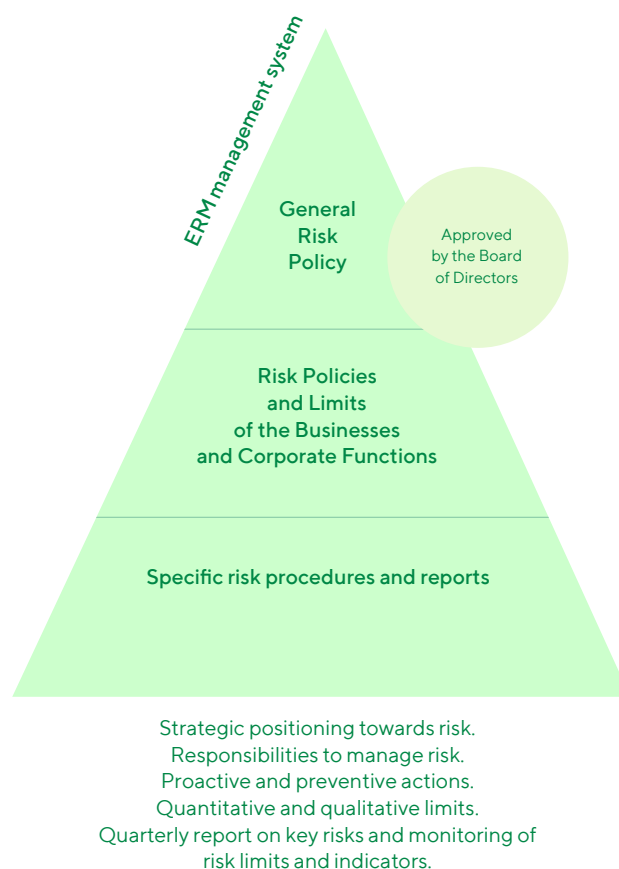 ERM management system
General
Risk
Policy
Approved
by the Board
of Directors
Risk Policies
and Limits
of the Businesses
and Corporate Functions
Specific risk procedures and reports
Strategic positioning towards risk.
Responsibilities to manage risk.
Proactive and preventive actions.
Quantitative and qualitative limits.
Quarterly report on key risks and monitoring of
risk limits and indicators.